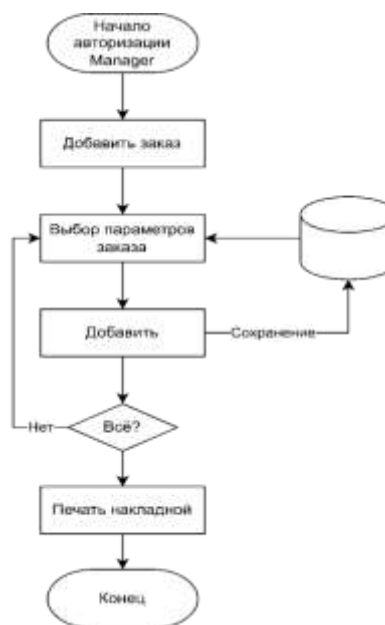 Начало
авторизации
Manager
Добавить заказ
Выбор параметров
заказа
Добавить
Сохранение
Всё?
Нет
Печать накладной
Конец